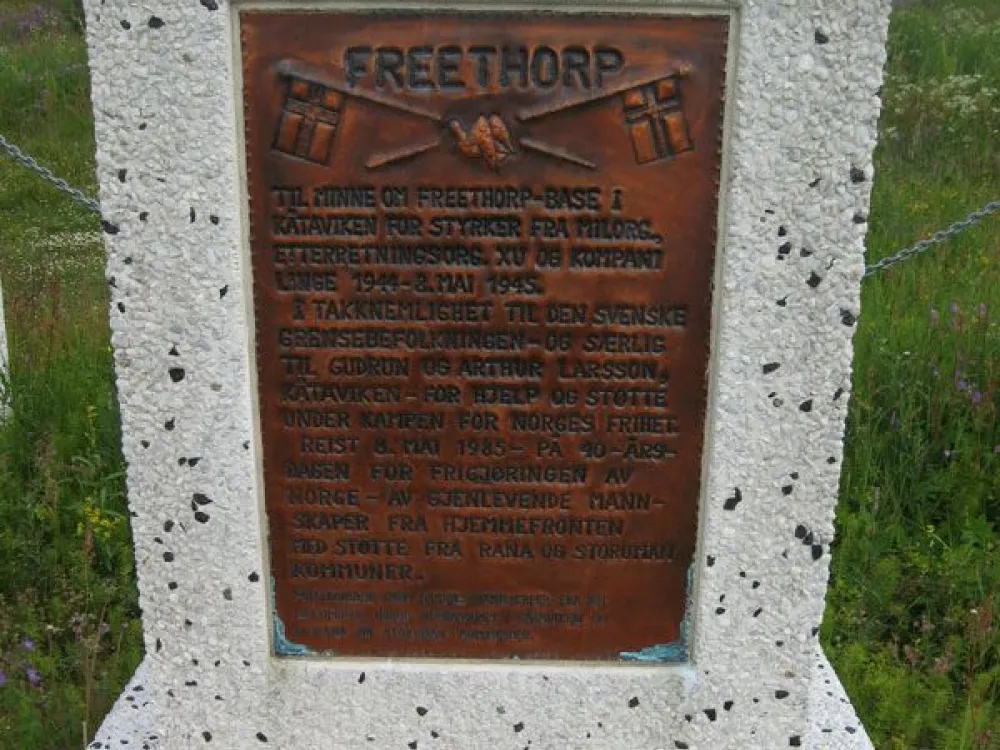 FREETHORP
TIL MINNE OM FREETHORP-BASE I
KÄTAVIKEN FOR STYRKER FRA MILORG.,
ETTERRETNINGSORG. XU OG KOMPANI
LINGE 1944-8. MAI 1945.
I TAKKNEMLIGHET TIL DEN SVENSKE
GRENSEBEFOLKNINGEN- OG SÆRLIG
TIL GUDRUN OG ARTHUR LARSSON,
KÄTAVIKEN- FOR HJELP OG STØTTE
UNDER KAMPEN FOR NORGES FRIHET.
REIST 8. MAI 1985- PÅ 40-ÅRS-
DAGEN FOR FRIGJØRINGEN AV
NORGE- AV GJENLEVENDE MANN-
SKAPER FRA HJEMMEFRONTEN
MED STØTTE FRA RANA OG STORUMAN
KOMMUNER.